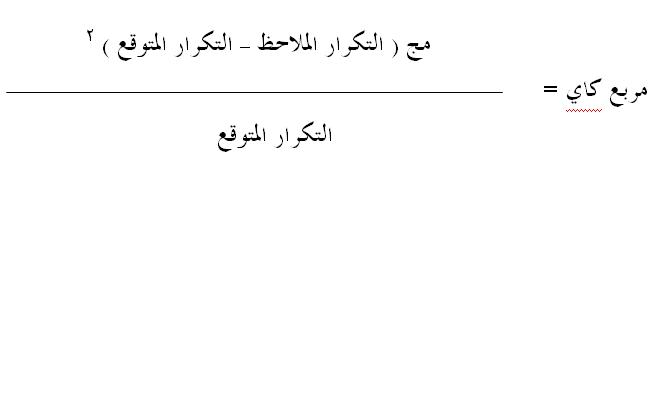 مج ( التكرار الملاحظ – التكرار المتوقع ) ٢
مربع كاي =
التكرار المتوقع